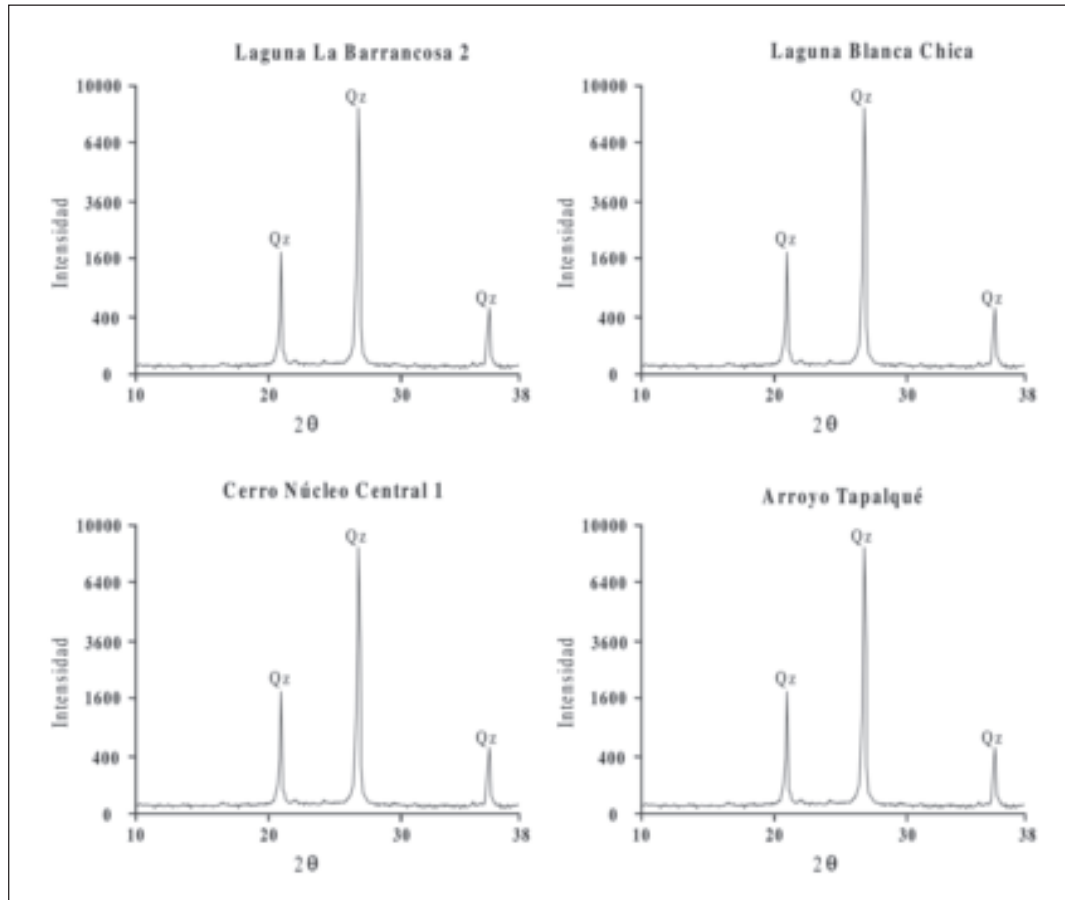 Laguna La Barrancosa 2
10000
Qz
6400
3600
Intensidad
Qz
1600
Qz
400
0
10
20
30
38
2θ
Laguna Blanca Chica
10000
Qz
6400
3600
Intensidad
Qz
1600
Qz
400
0
10
20
30
38
2θ
Cerro Núcleo Central 1
10000
Qz
6400
3600
Intensidad
Qz
1600
Qz
400
0
10
20
30
38
2θ
Arroyo Tapalqué
10000
Qz
6400
3600
Intensidad
Qz
1600
Qz
400
0
10
20
30
38
2θ